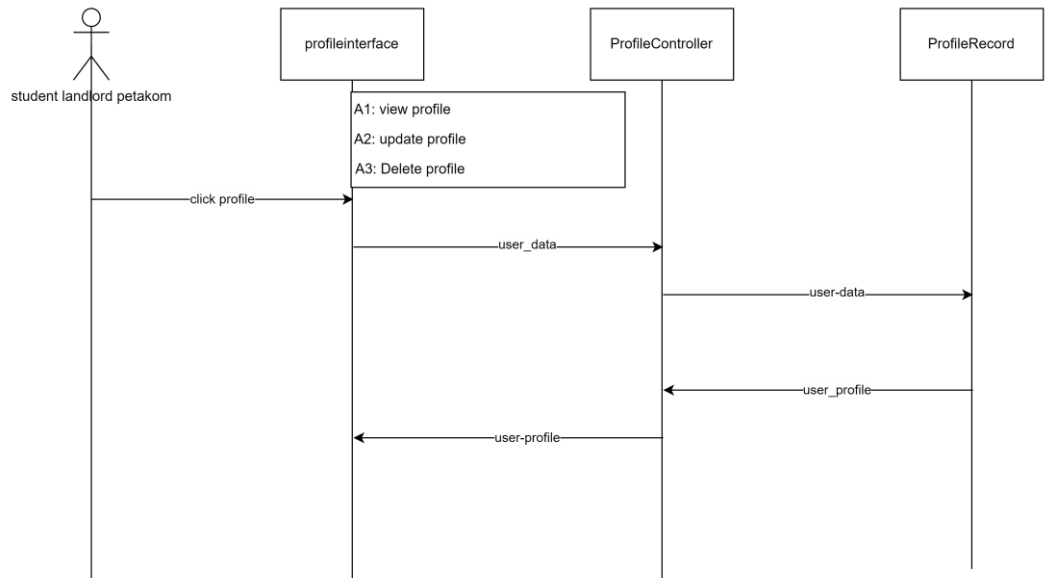 profileinterface
ProfileController
ProfileRecord
student landlord petakom
A1: view profile
A2: update profile
A3: Delete profile
click profile
user_data
user-data
user_profile
user-profile